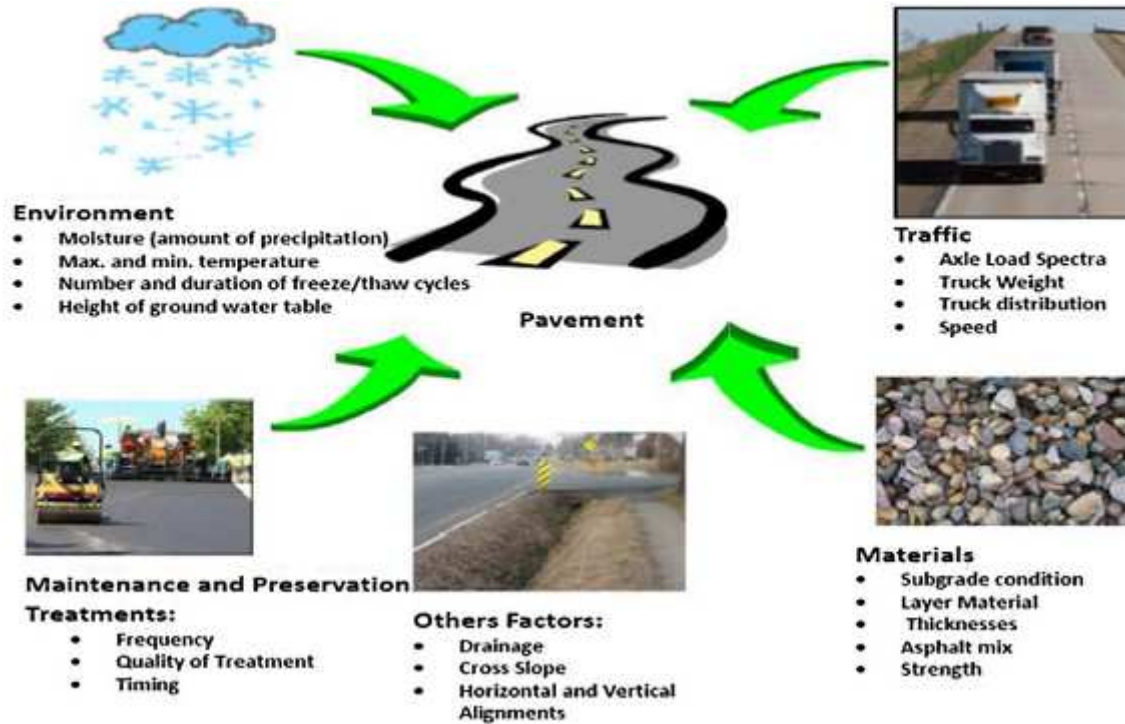 Environment
• Moisture (amount of precipitation)
• Max. and min. temperature
• Number and duration of freeze/thaw cycles
• Height of ground water table
Pavement
Traffic
• Axle Load Spectra
• Truck Weight
• Truck distribution
• Speed
Maintenance and Preservation
Treatments:
• Frequency
• Quality of Treatment
• Timing
Others Factors:
• Drainage
• Cross Slope
• Horizontal and Vertical
Alignments
Materials
• Subgrade condition
• Layer Material
• Thicknesses
• Asphalt mix
• Strength